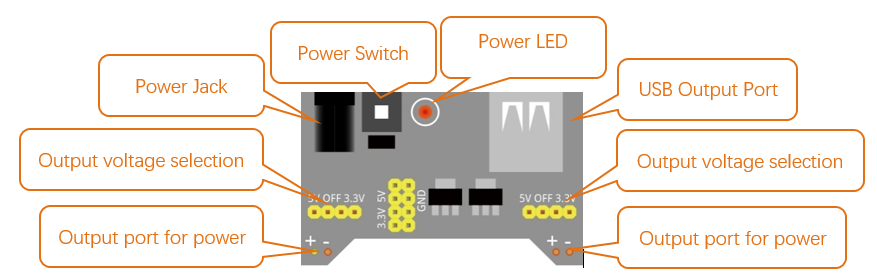 Power Switch
Power LED
Power Jack
USB Output Port
Output voltage selection
Output voltage selection
5V OFF 3.3V
3.3V 5V
GND
5V OFF 3.3V
Output port for power
Output port for power
+ -
+ -